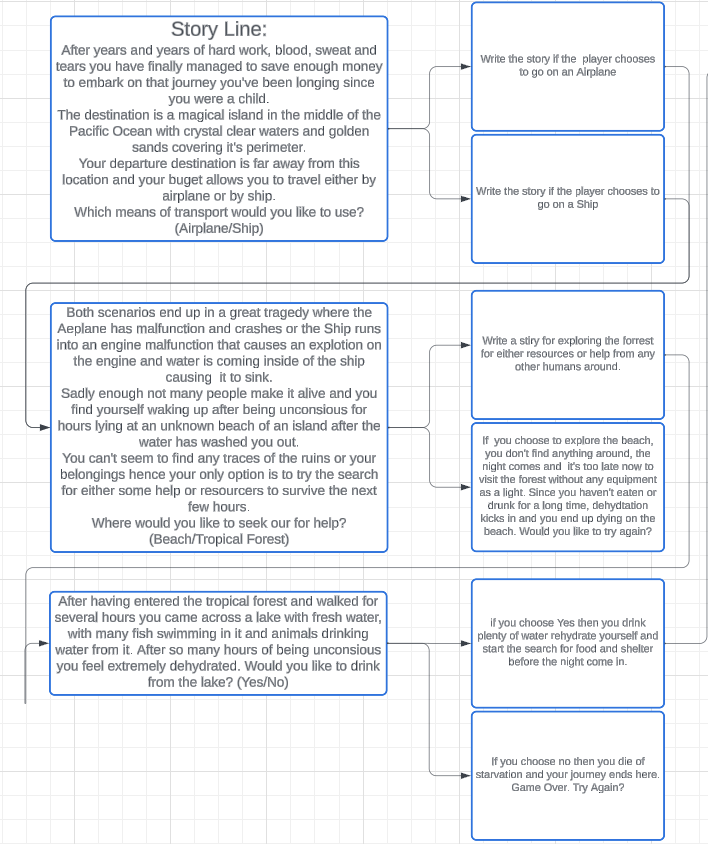 Story Line:
After years and years of hard work, blood, sweat and
tears you have finally managed to save enough money
to embark on that journey you've been longing since
you were a child.
The destination is a magical island in the middle of the
Pacific Ocean with crystal clear waters and golden
sands covering it's perimeter.
Your departure destination is far away from this
location and your buget allows you to travel either by
airplane or by ship.
Which means of transport would you like to use?
(Airplane/Ship)
Write the story if the player chooses
to go on an Airplane
Write the story if the player chooses to
go on a Ship
Both scenarios end up in a great tragedy where the
Aeplane has malfunction and crashes or the Ship runs
into an engine malfunction that causes an explotion on
the engine and water is coming inside of the ship
causing it to sink.
Sadly enough not many people make it alive and you
find yourself waking up after being unconsious for
hours lying at an unknown beach of an island after the
water has washed you out.
You can't seem to find any traces of the ruins or your
belongings hence your only option is to try the search
for either some help or resourcers to survive the next
few hours.
Where would you like to seek our for help?
(Beach/Tropical Forest)
Write a stiry for exploring the forrest
for either resources or help from any
other humans around.
If you choose to explore the beach,
you don't find anything around, the
night comes and it's too late now to
visit the forest without any equipment
as a light. Since you haven't eaten or
drunk for a long time, dehydtation
kicks in and you end up dying on the
beach. Would you like to try again?
After having entered the tropical forest and walked for
several hours you came across a lake with fresh water,
with many fish swimming in it and animals drinking
water from it. After so many hours of being unconsious
you feel extremely dehydrated. Would you like to drink
from the lake? (Yes/No)
if you choose Yes then you drink
plenty of water rehydrate yourself and
start the search for food and shelter
before the night come in.
If you choose no then you die of
starvation and your journey ends here.
Game Over. Try Again?